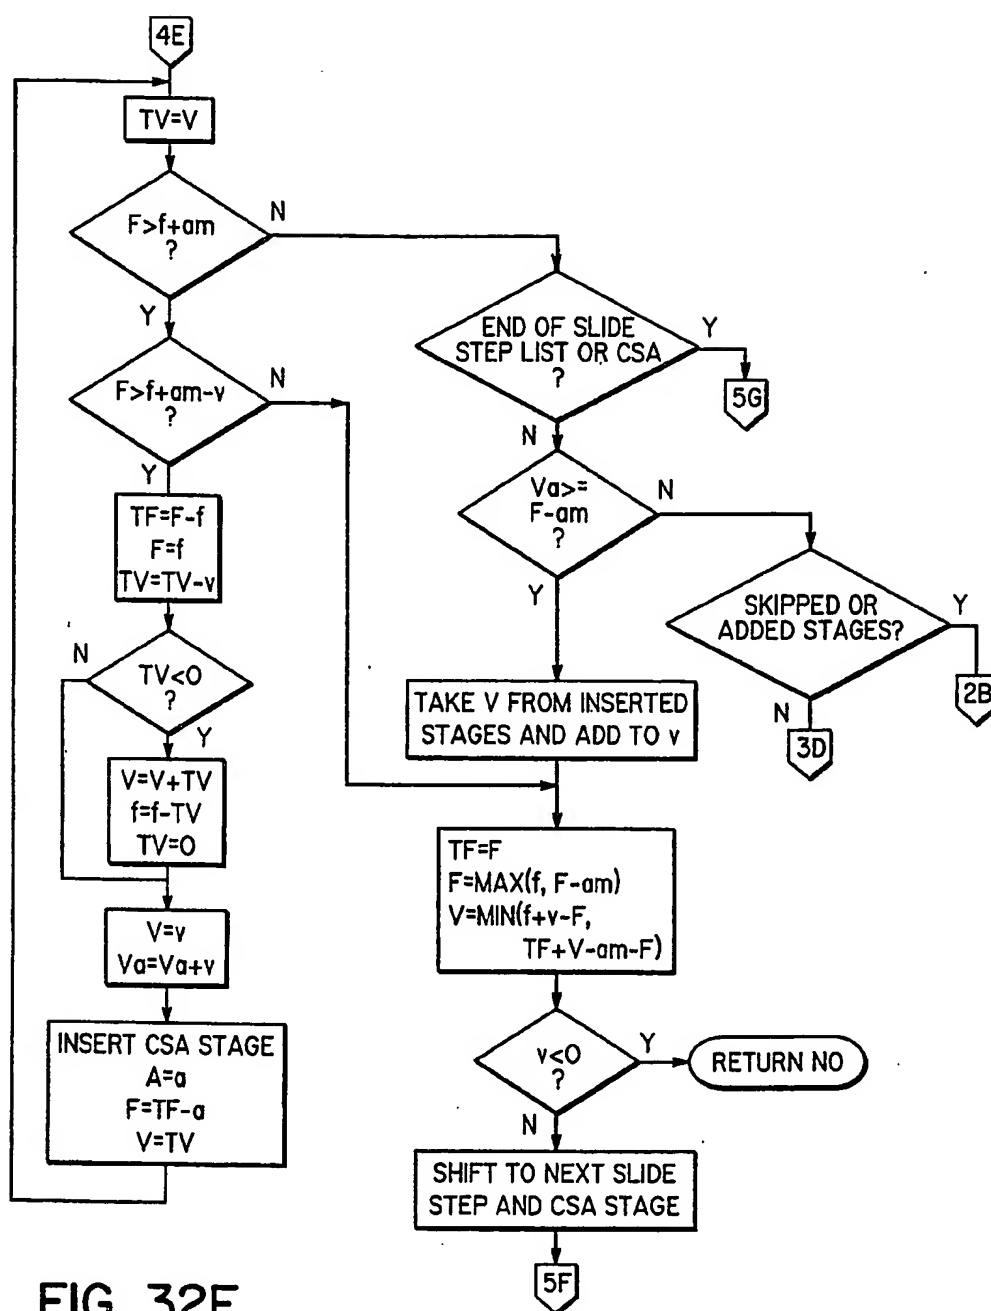 4E
TV=V
F>f+am
?
N
Y
F>f+am-v
?
N
Y
TF=F-f
F=f
TV=TV-v
N
TV<0
?
Y
V=V+TV
f=f-TV
TV=0
V=v
Va=Va+v
INSERT CSA STAGE
A=a
F=TF-a
V=TV
END OF SLIDE
STEP LIST OR CSA
?
Y
5G
N
Va>=
F-am
?
N
Y
SKIPPED OR
ADDED STAGES?
Y
2B
N
3D
TAKE V FROM INSERTED
STAGES AND ADD TO v
TF=F
F=MAX(f, F-am)
V=MIN(f+v-F,
TF+V-am-F)
v<0
?
Y
RETURN NO
N
SHIFT TO NEXT SLIDE
STEP AND CSA STAGE
5F